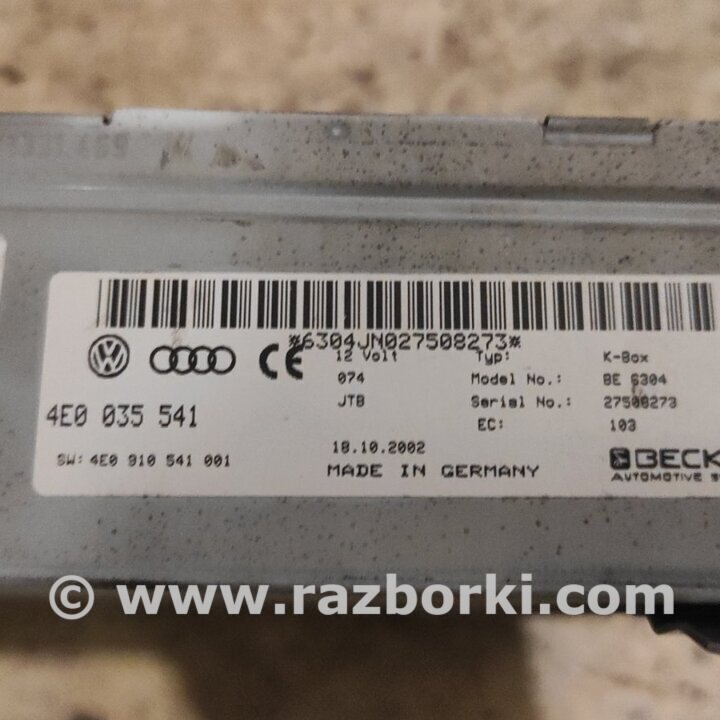 *6304JN027508273*
12 Volt Typ: K-Box
074 Model No.: BE 6304
4E0 035 541 JTB Serial No.: 27508273
EC: 103
SW: 4E0 910 541 001 18.10.2002
MADE IN GERMANY
BECK
AUTOMOTIVE
© www.razborki.com